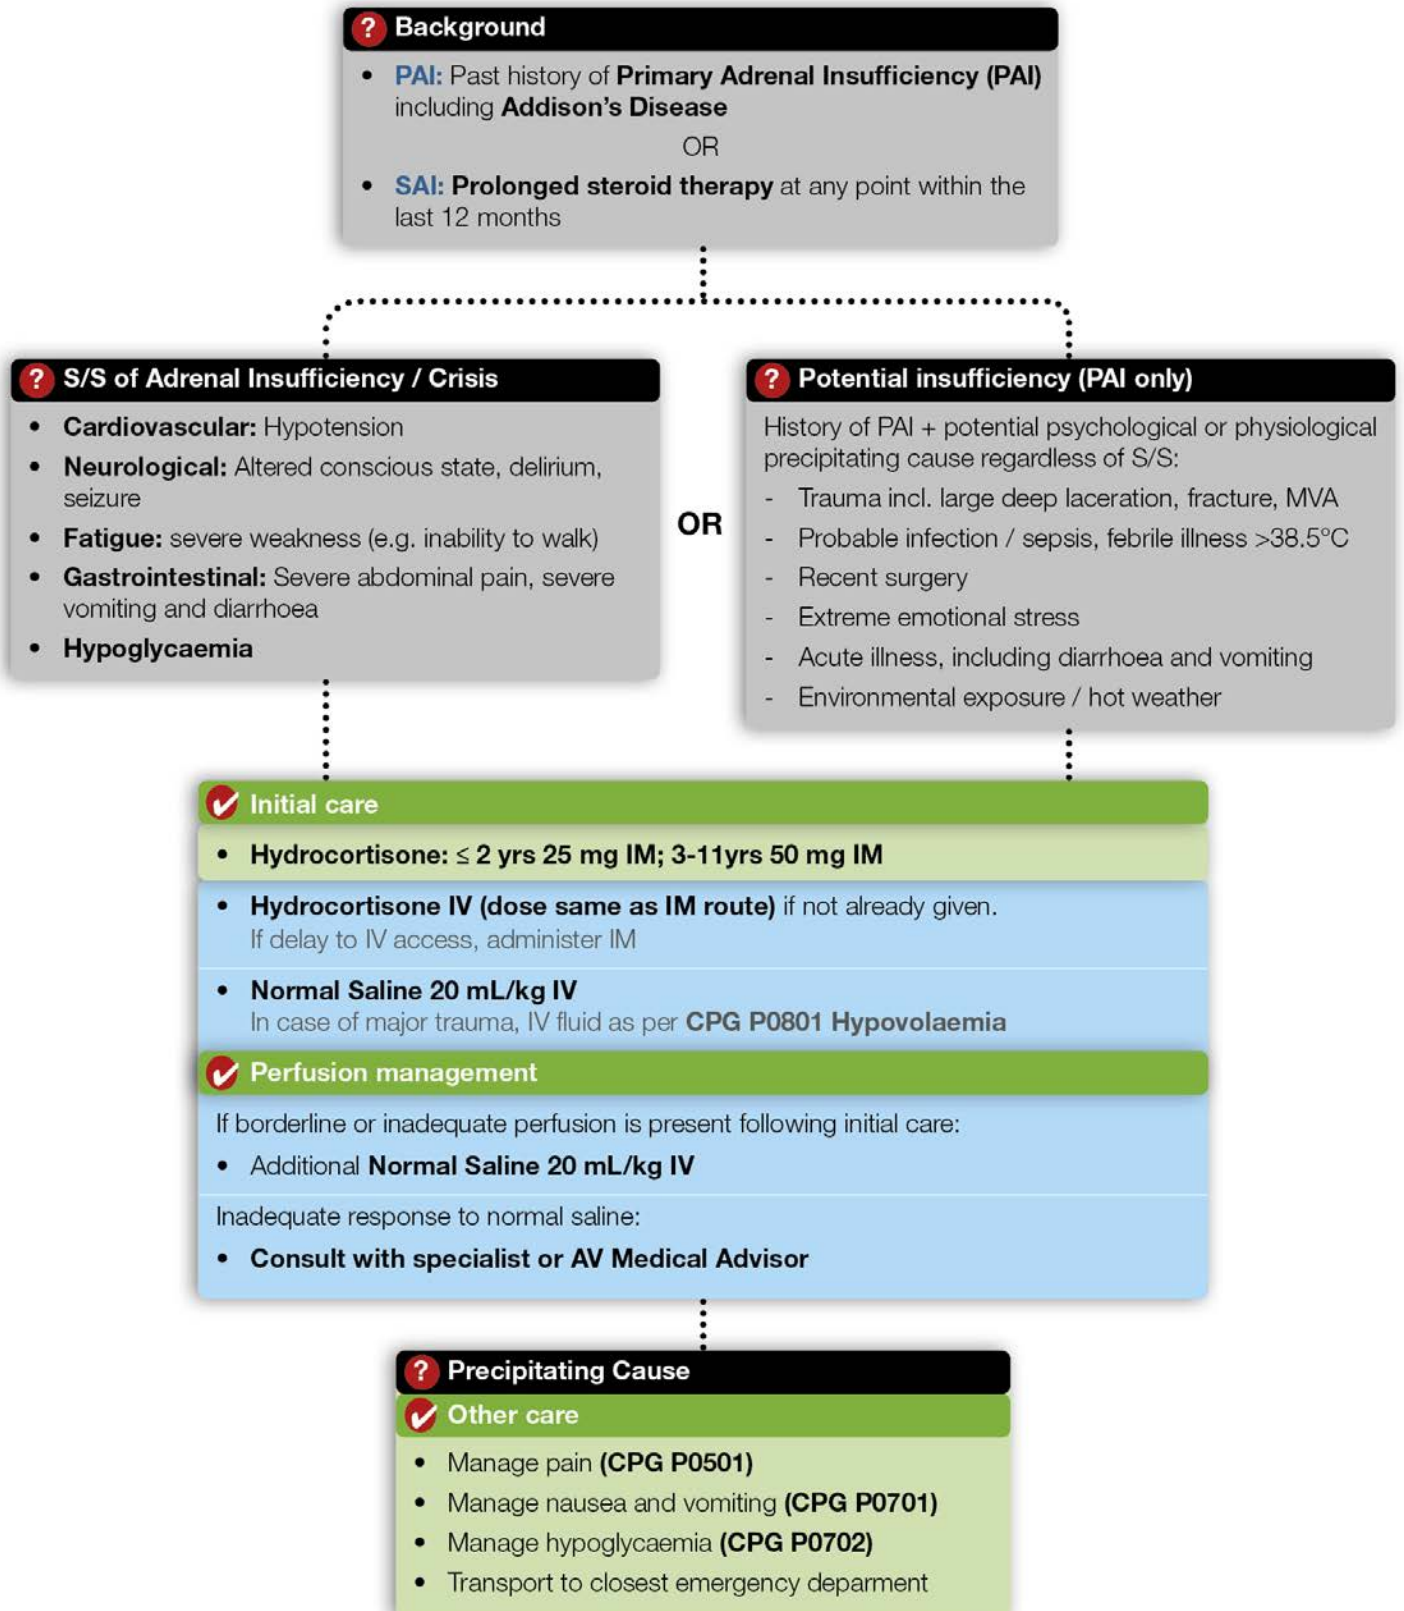 Background
• PAI: Past history of Primary Adrenal Insufficiency (PAI)
including Addison's Disease
OR
• SAI: Prolonged steroid therapy at any point within the
last 12 months
S/S of Adrenal Insufficiency / Crisis
• Cardiovascular: Hypotension
• Neurological: Altered conscious state, delirium,
seizure
• Fatigue: severe weakness (e.g. inability to walk)
• Gastrointestinal: Severe abdominal pain, severe
vomiting and diarrhoea
• Hypoglycaemia
OR
Potential insufficiency (PAI only)
History of PAI + potential psychological or physiological
precipitating cause regardless of S/S:
- Trauma incl. large deep laceration, fracture, MVA
- Probable infection / sepsis, febrile illness >38.5°C
- Recent surgery
- Extreme emotional stress
- Acute illness, including diarrhoea and vomiting
- Environmental exposure / hot weather
Initial care
• Hydrocortisone: ≤ 2 yrs 25 mg IM; 3-11yrs 50 mg IM
• Hydrocortisone IV (dose same as IM route) if not already given.
If delay to IV access, administer IM
• Normal Saline 20 mL/kg IV
In case of major trauma, IV fluid as per CPG P0801 Hypovolaemia
Perfusion management
If borderline or inadequate perfusion is present following initial care:
• Additional Normal Saline 20 mL/kg IV
Inadequate response to normal saline:
• Consult with specialist or AV Medical Advisor
Precipitating Cause
Other care
• Manage pain (CPG P0501)
• Manage nausea and vomiting (CPG P0701)
• Manage hypoglycaemia (CPG P0702)
• Transport to closest emergency deparment